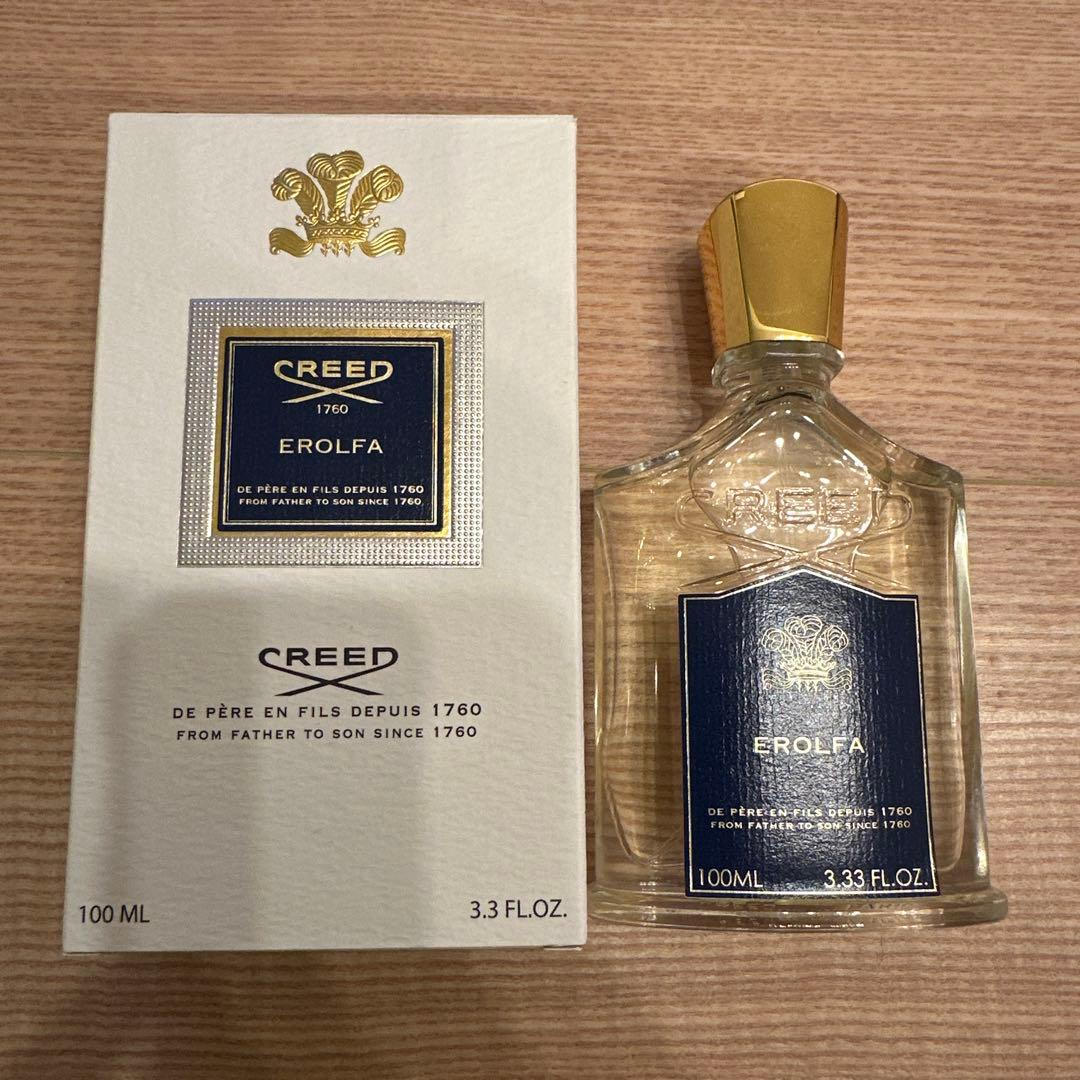 CREED
1760
EROLFA
DE PÈRE EN FILS DEPUIS 1760
FROM FATHER TO SON SINCE 1760
CREED
DE PÈRE EN FILS DEPUIS 1760
FROM FATHER TO SON SINCE 1760
100 ML 3.3 FL.OZ.
CREED
EROLFA
DE PÈRE EN FILS DEPUIS 1760
FROM FATHER TO SON SINCE 1760
100ML 3.33 FL.OZ.